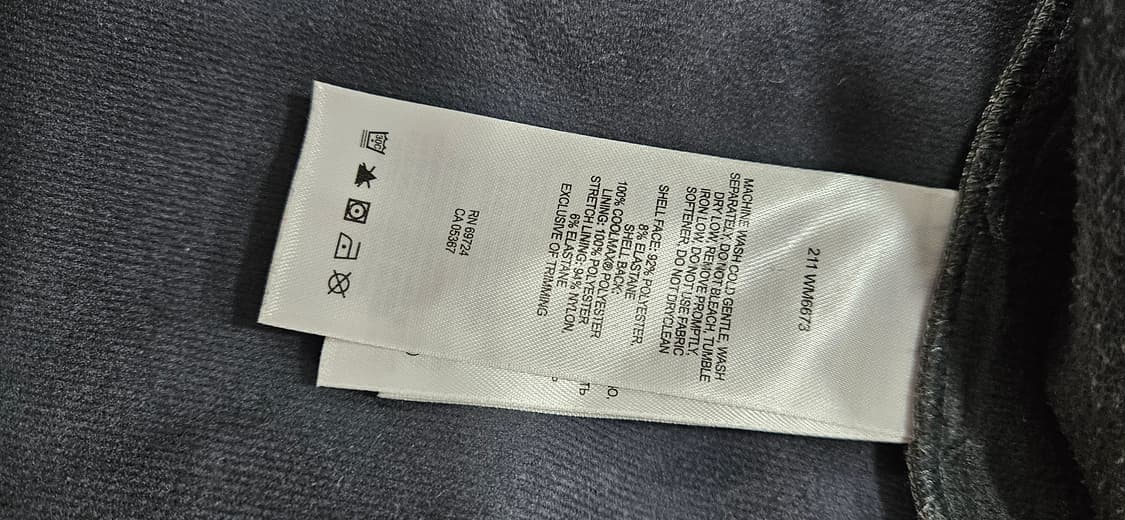 211 WM6673
MACHINE WASH COLD GENTLE, WASH
SEPARATELY, DO NOT BLEACH, TUMBLE
DRY LOW, REMOVE PROMPTLY,
IRON LOW, DO NOT USE FABRIC
SOFTENER, DO NOT DRYCLEAN
SHELL FACE: 92% POLYESTER,
8% ELASTANE
SHELL BACK:
100% COOLMAX® POLYESTER
LINING: 100% POLYESTER
STRETCH LINING: 94% NYLON,
6% ELASTANE
EXCLUSIVE OF TRIMMING
RN 69724
CA 05367
30C
ТЬ
Ю,